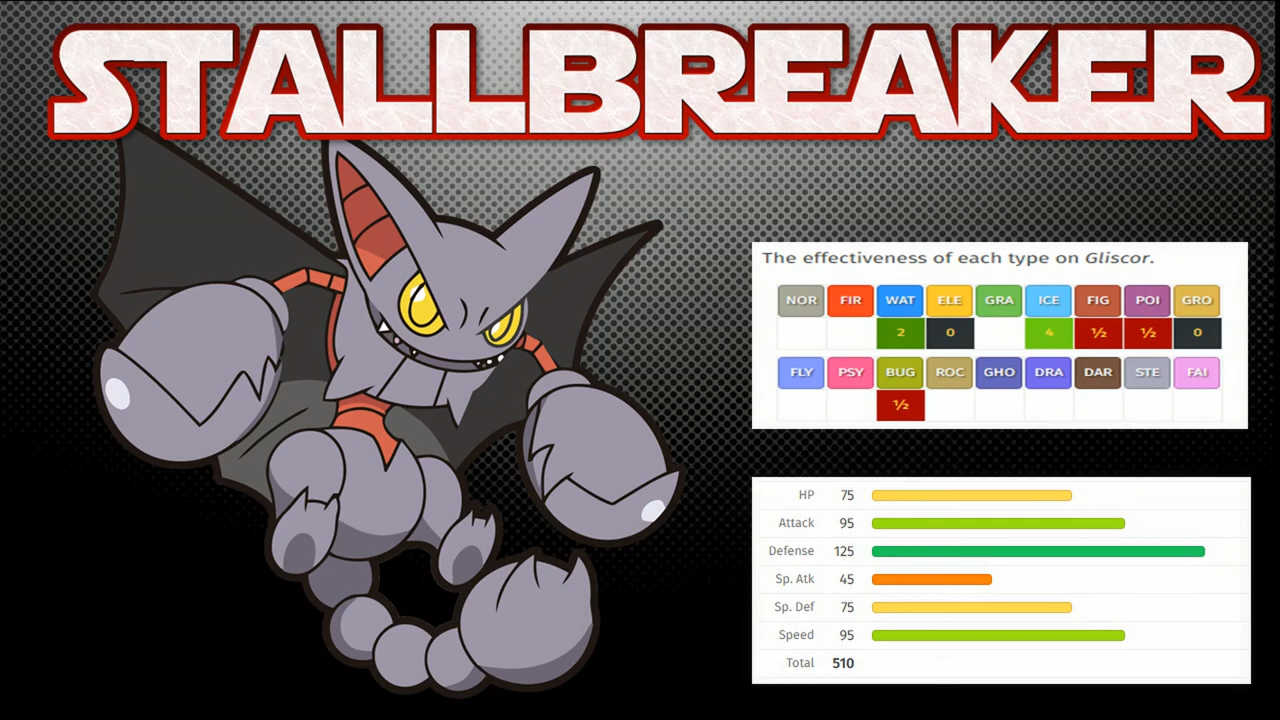 STALLBREAKER
The effectiveness of each type on Gliscor.
NOR FIR WAT ELE GRA ICE FIG POI GRO
2 0 4 ½ ½ 0
FLY PSY BUG ROC GHO DRA DAR STE FAI
½
HP 75
Attack 95
Defense 125
Sp. Atk 45
Sp. Def 75
Speed 95
Total 510